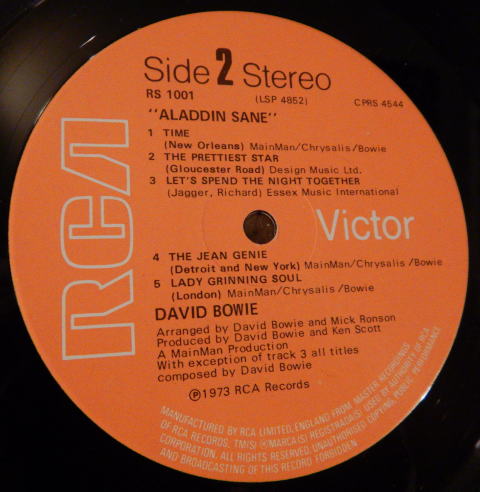 Side 2 Stereo
RS 1001 (LSP 4852) CPRS 4544
"ALADDIN SANE"
1 TIME
(New Orleans) MainMan/Chrysalis/Bowie
2 THE PRETTIEST STAR
(Gloucester Road) Design Music Ltd.
3 LET'S SPEND THE NIGHT TOGETHER
(Jagger, Richard) Essex Music International
RCA
Victor
4 THE JEAN GENIE
(Detroit and New York) MainMan/Chrysalis/Bowie
5 LADY GRINNING SOUL
(London) MainMan/Chrysalis/Bowie
DAVID BOWIE
Arranged by David Bowie and Mick Ronson
Produced by David Bowie and Ken Scott
A MainMan Production
With exception of track 3 all titles
composed by David Bowie
℗1973 RCA Records
MANUFACTURED BY RCA LIMITED, ENGLAND FROM MASTER RECORDINGS
OF RCA RECORDS. TM(S) ® MARCA(S) REGISTRADA(S) USED BY AUTHORITY OF RCA
CORPORATION. ALL RIGHTS RESERVED. UNAUTHORISED COPYING, PUBLIC PERFORMANCE
AND BROADCASTING OF THIS RECORD FORBIDDEN